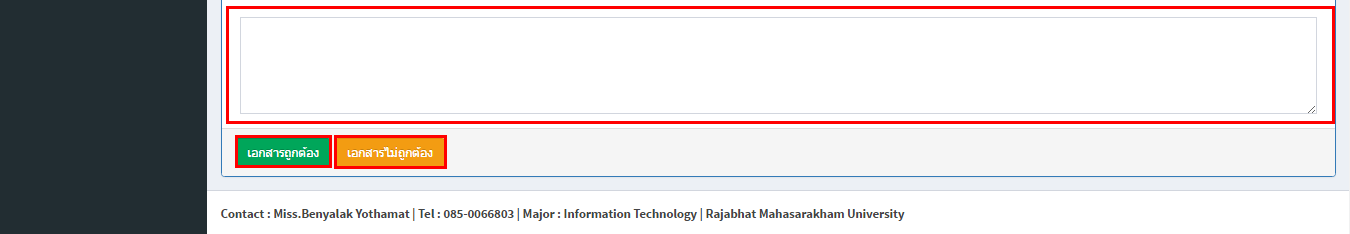 เอกสารถูกต้อง เอกสารไม่ถูกต้อง
Contact : Miss.Benyalak Yothamat | Tel : 085-0066803 | Major : Information Technology | Rajabhat Mahasarakham University